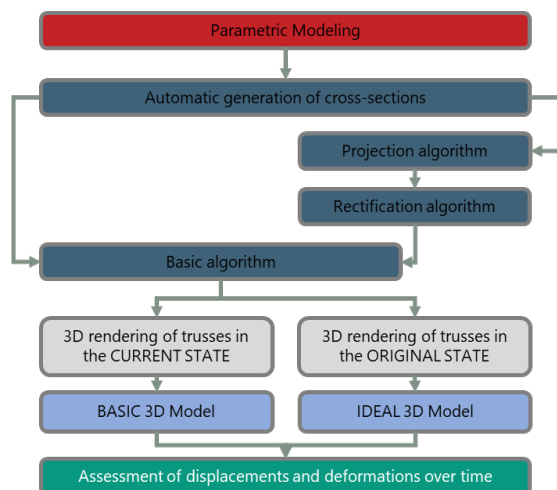 Parametric Modeling
Automatic generation of cross-sections
Projection algorithm
Rectification algorithm
Basic algorithm
3D rendering of trusses in
the CURRENT STATE
3D rendering of trusses in
the ORIGINAL STATE
BASIC 3D Model
IDEAL 3D Model
Assessment of displacements and deformations over time